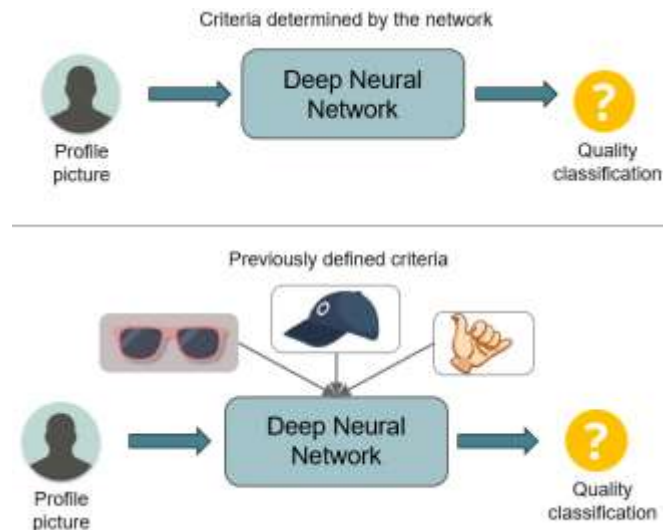 Criteria determined by the network
Deep Neural
Network
Profile
picture
?
Quality
classification
Previously defined criteria
Deep Neural
Network
Profile
picture
?
Quality
classification